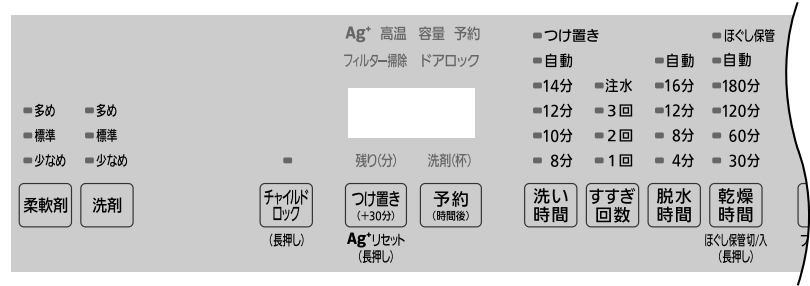 Ag⁺ 高温 容量 予約
フィルター掃除 ドアロック
残り(分) 洗剤(杯)
多め
標準
少なめ
柔軟剤
多め
標準
少なめ
洗剤
チャイルド
ロック
(長押し)
つけ置き
(+30分)
Ag⁺リセット
(長押し)
予約
(時間後)
つけ置き
自動
14分
12分
10分
8分
洗い
時間
注水
3回
2回
1回
すすぎ
回数
自動
16分
12分
8分
4分
脱水
時間
ほぐし保管
自動
180分
120分
60分
30分
乾燥
時間
ほぐし保管切/入
(長押し)